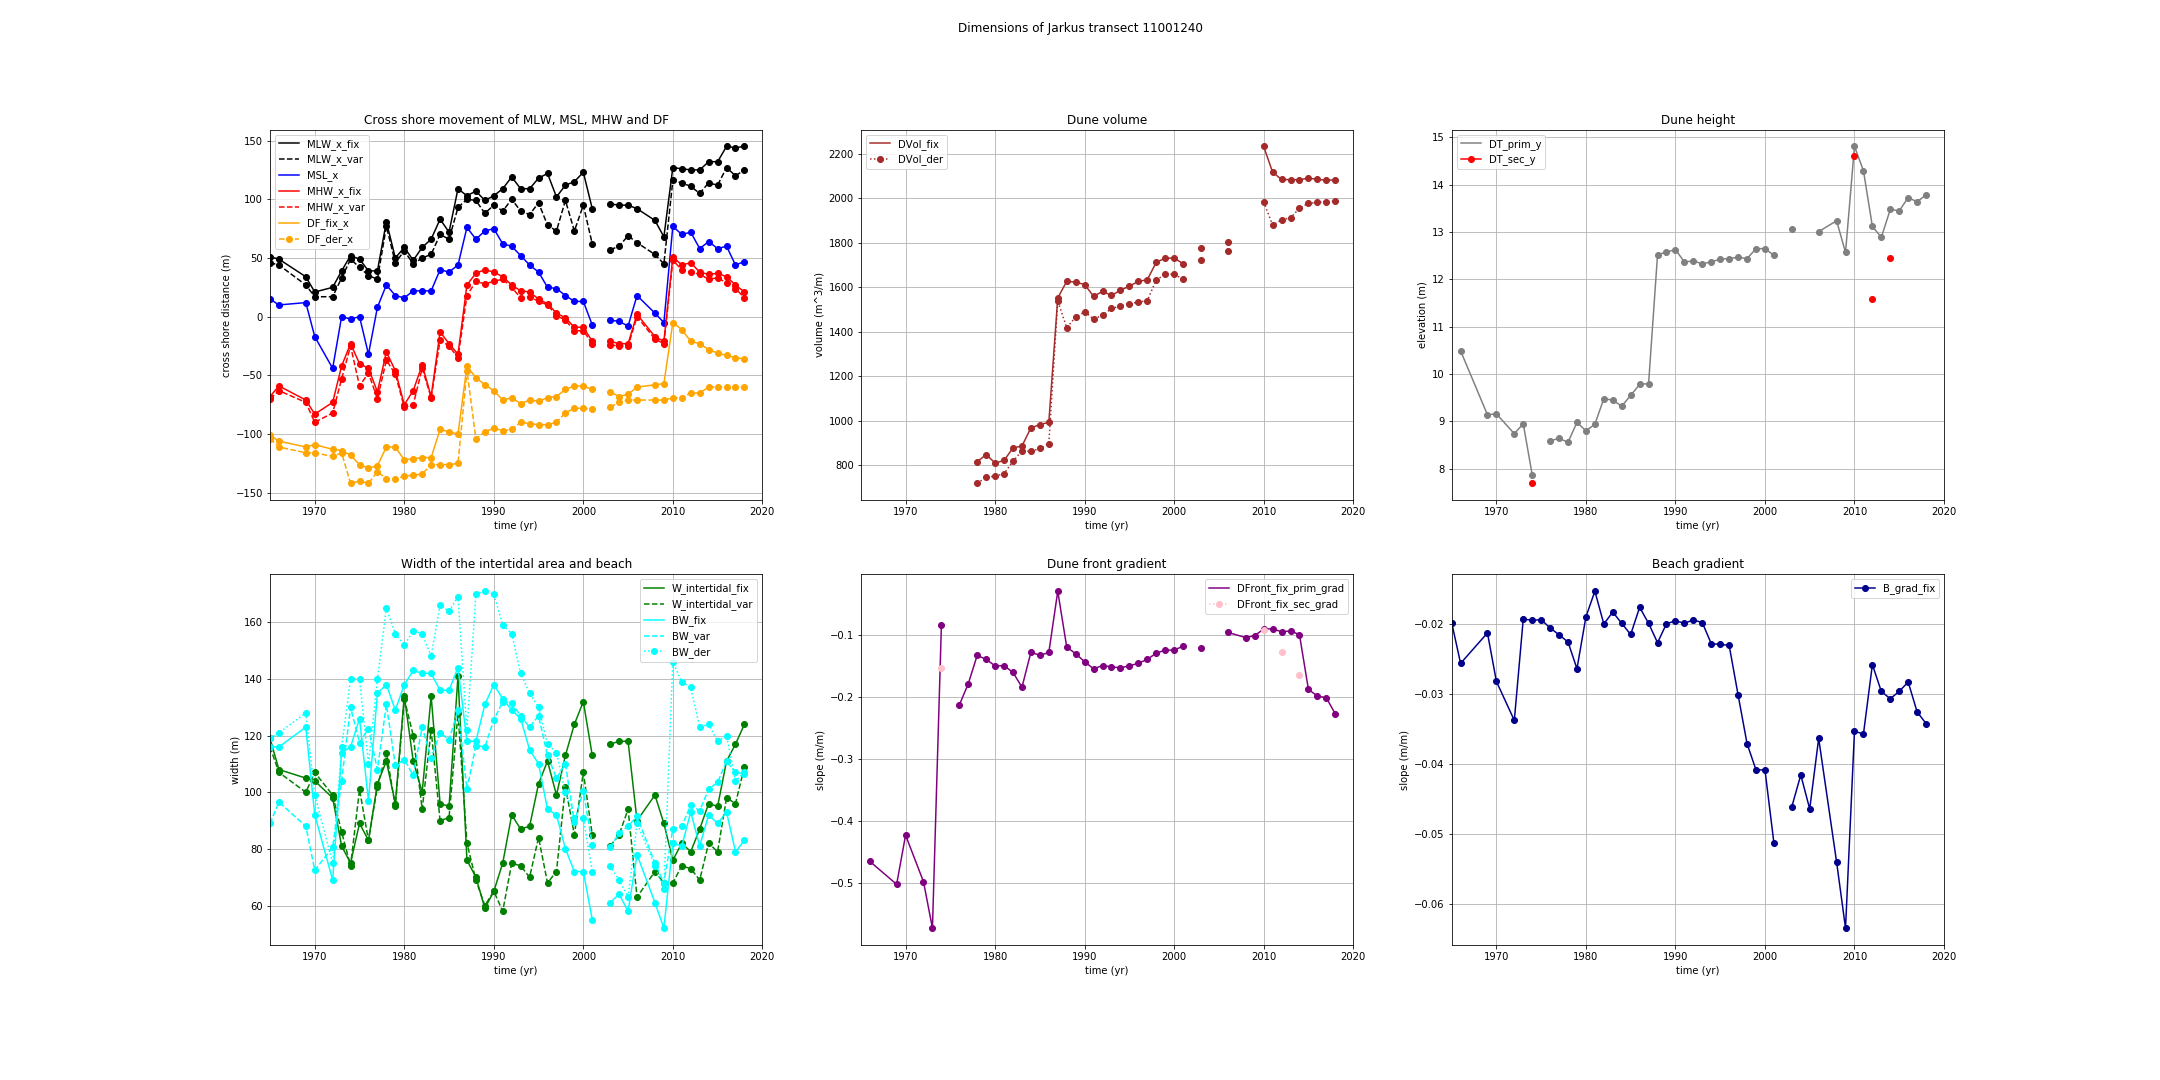 Dimensions of Jarkus transect 11001240
Cross shore movement of MLW, MSL, MHW and DF
150
100
50
0
−50
−100
−150
cross shore distance (m)
MLW_x_fix
MLW_x_var
MSL_x
MHW_x_fix
MHW_x_var
DF_fix_x
DF_der_x
1970 1980 1990 2000 2010 2020
time (yr)
Dune volume
2200
2000
1800
1600
1400
1200
1000
800
volume (m^3/m)
DVol_fix
DVol_der
1970 1980 1990 2000 2010 2020
time (yr)
Dune height
15
14
13
12
11
10
9
8
elevation (m)
DT_prim_y
DT_sec_y
1970 1980 1990 2000 2010 2020
time (yr)
Width of the intertidal area and beach
160
140
120
100
80
60
width (m)
W_intertidal_fix
W_intertidal_var
BW_fix
BW_var
BW_der
1970 1980 1990 2000 2010 2020
time (yr)
Dune front gradient
−0.1
−0.2
−0.3
−0.4
−0.5
slope (m/m)
DFront_fix_prim_grad
DFront_fix_sec_grad
1970 1980 1990 2000 2010 2020
time (yr)
Beach gradient
−0.02
−0.03
−0.04
−0.05
−0.06
slope (m/m)
B_grad_fix
1970 1980 1990 2000 2010 2020
time (yr)